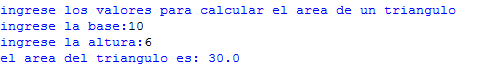 ingrese los valores para calcular el area de un triangulo
ingrese la base:10
ingrese la altura:6
el area del triangulo es: 30.0